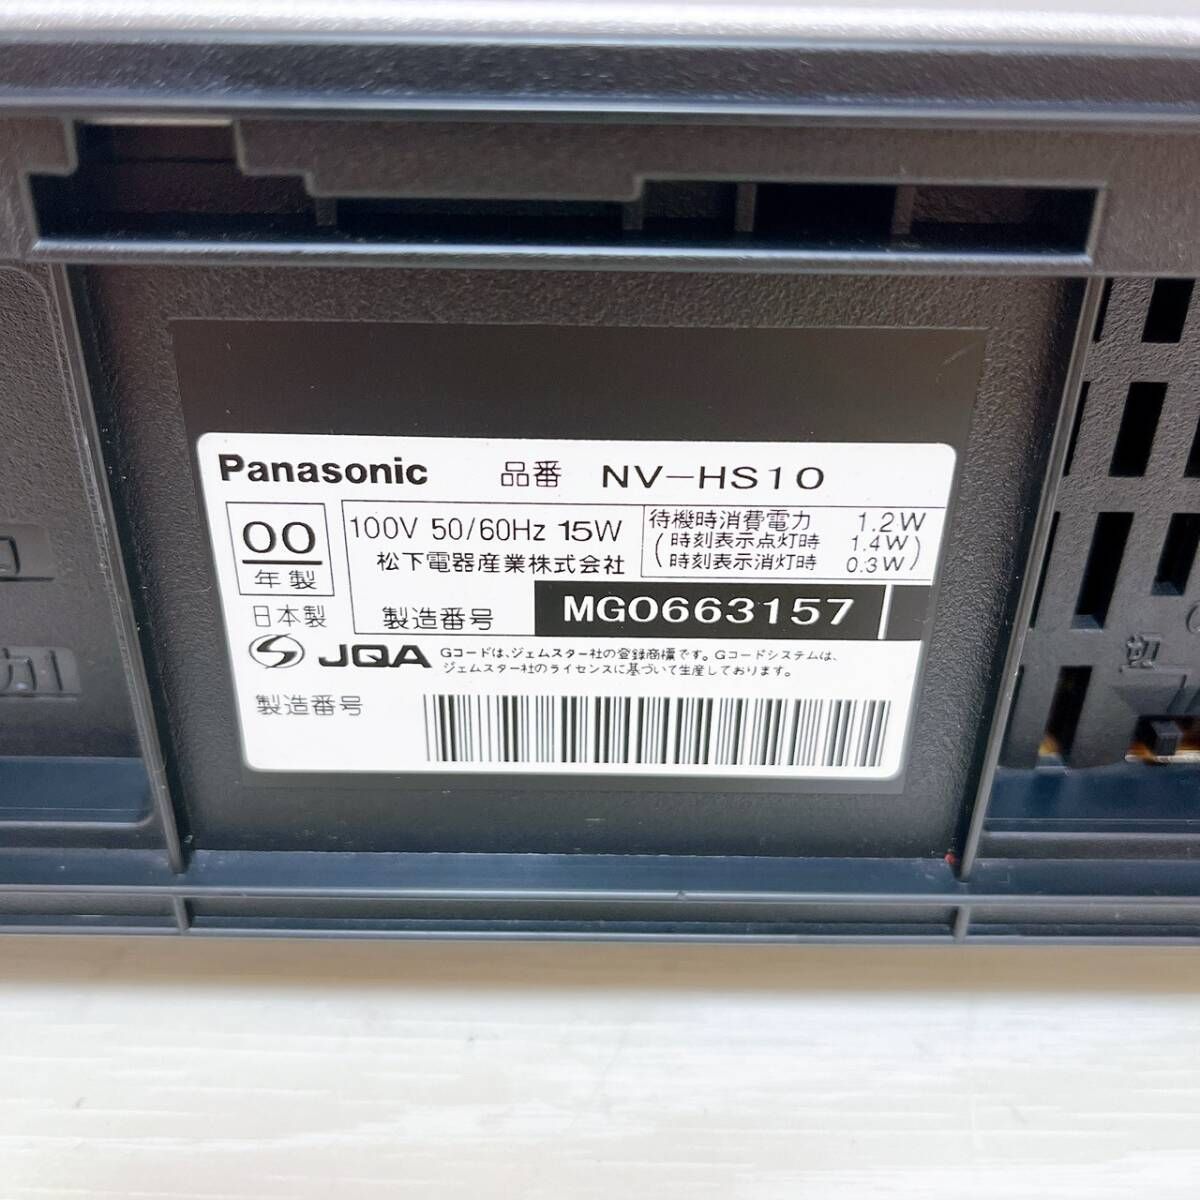 Panasonic 品番 NV-HS10
00
年製
日本製
100V 50/60Hz 15W
松下電器産業株式会社
待機時消費電力 1.2W
(時刻表示点灯時 1.4W)
(時刻表示消灯時 0.3W)
製造番号 MG0663157
JQA
Gコードは、ジェムスター社の登録商標です。Gコードシステムは、
ジェムスター社のライセンスに基づいて生産しております。
製造番号